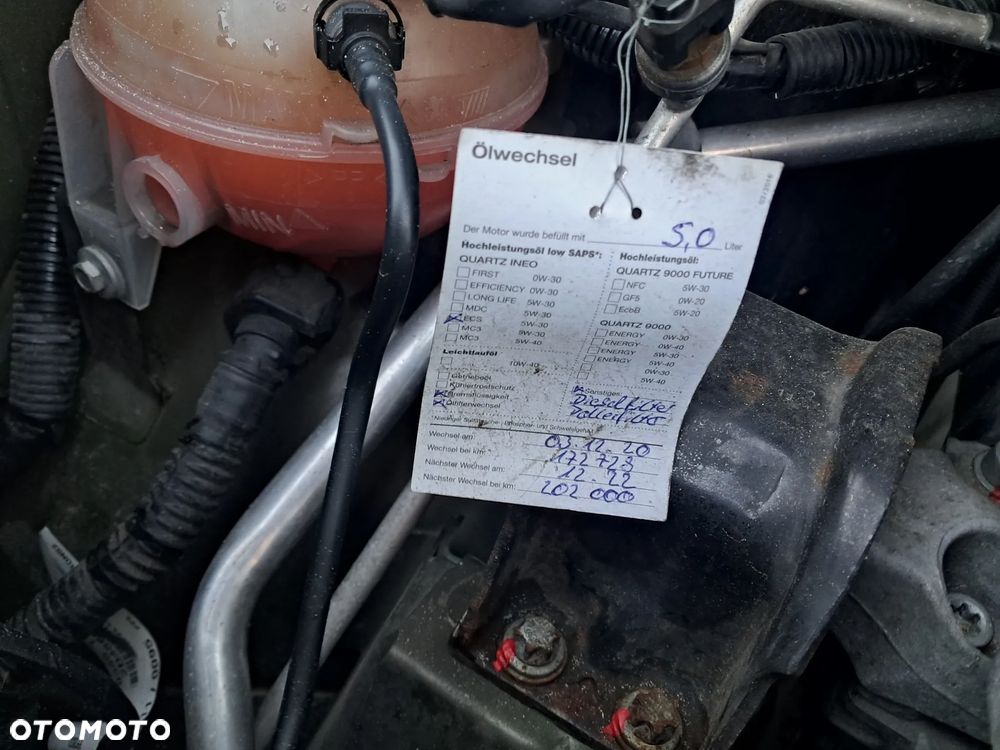 MIN
Ölwechsel
Der Motor wurde befüllt mit 5,0 Liter
Hochleistungsöl low SAPS*:
QUARTZ INEO
FIRST 0W-30
EFFICIENCY 0W-30
LONG LIFE 5W-30
MDC 5W-30
ECS 5W-30
MC3 5W-30
MC3 5W-40
Leichtlauföl
10W-40
Getriebeöl
Kühlerfrostschutz
Bremsflüssigkeit
Ölfilterwechsel
Hochleistungsöl:
QUARTZ 9000 FUTURE
NFC 5W-30
GF5 0W-20
EcbB 5W-20
QUARTZ 9000
ENERGY 0W-30
ENERGY 0W-40
ENERGY 5W-30
ENERGY 5W-40
0W-30
5W-40
Sonstiges
Dieselfilter
Pollenfilter
Wechsel am: 03.12.20
Wechsel bei km: 172 728
Nächster Wechsel am: 12.22
Nächster Wechsel bei km: 202 000
OTOMOTO